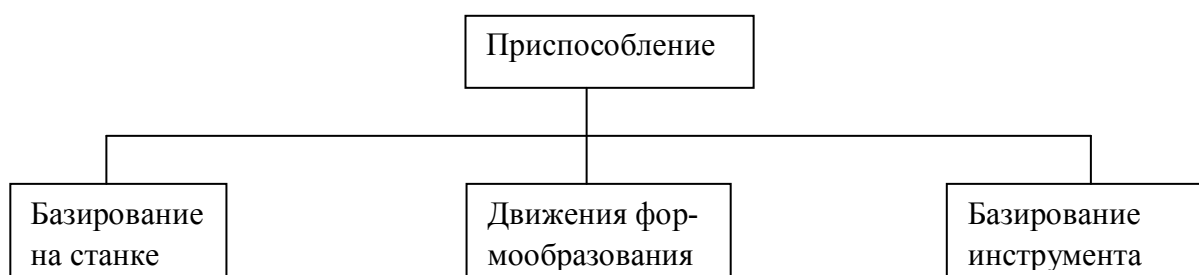 Приспособление
Базирование
на станке
Движения фор-
мообразования
Базирование
инструмента